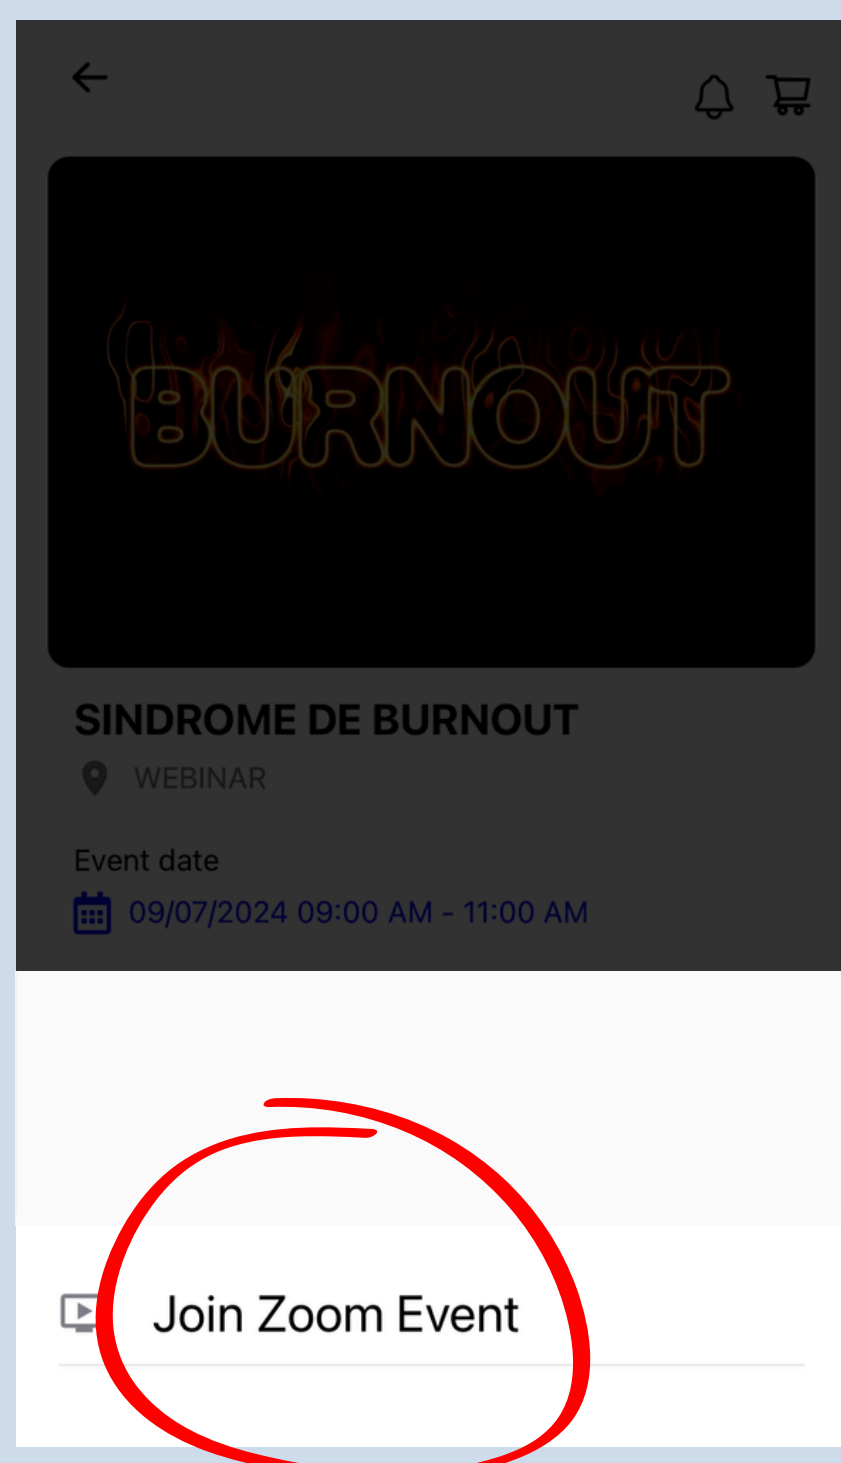 BURNOUT
SINDROME DE BURNOUT
WEBINAR
Event date
09/07/2024 09:00 AM - 11:00 AM
Join Zoom Event